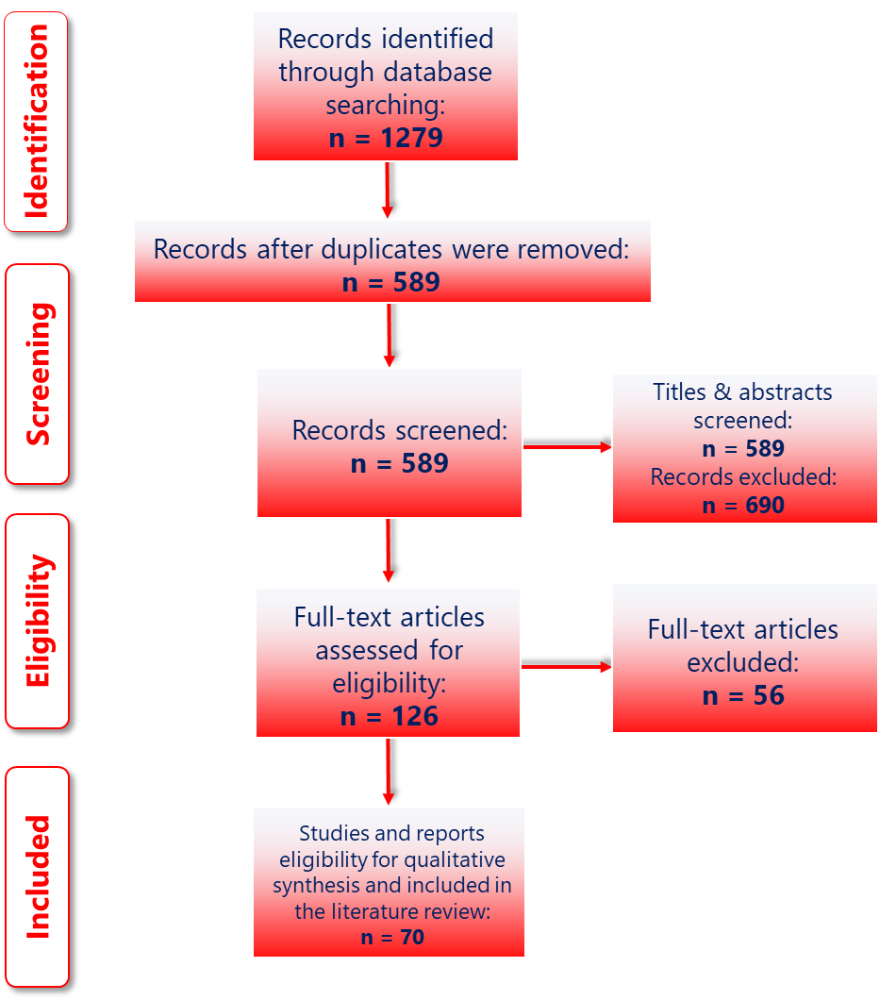 Identification
Records identified
through database
searching:
n = 1279
Records after duplicates were removed:
n = 589
Screening
Records screened:
n = 589
Titles & abstracts
screened:
n = 589
Records excluded:
n = 690
Eligibility
Full-text articles
assessed for
eligibility:
n = 126
Full-text articles
excluded:
n = 56
Included
Studies and reports
eligibility for qualitative
synthesis and included in
the literature review:
n = 70